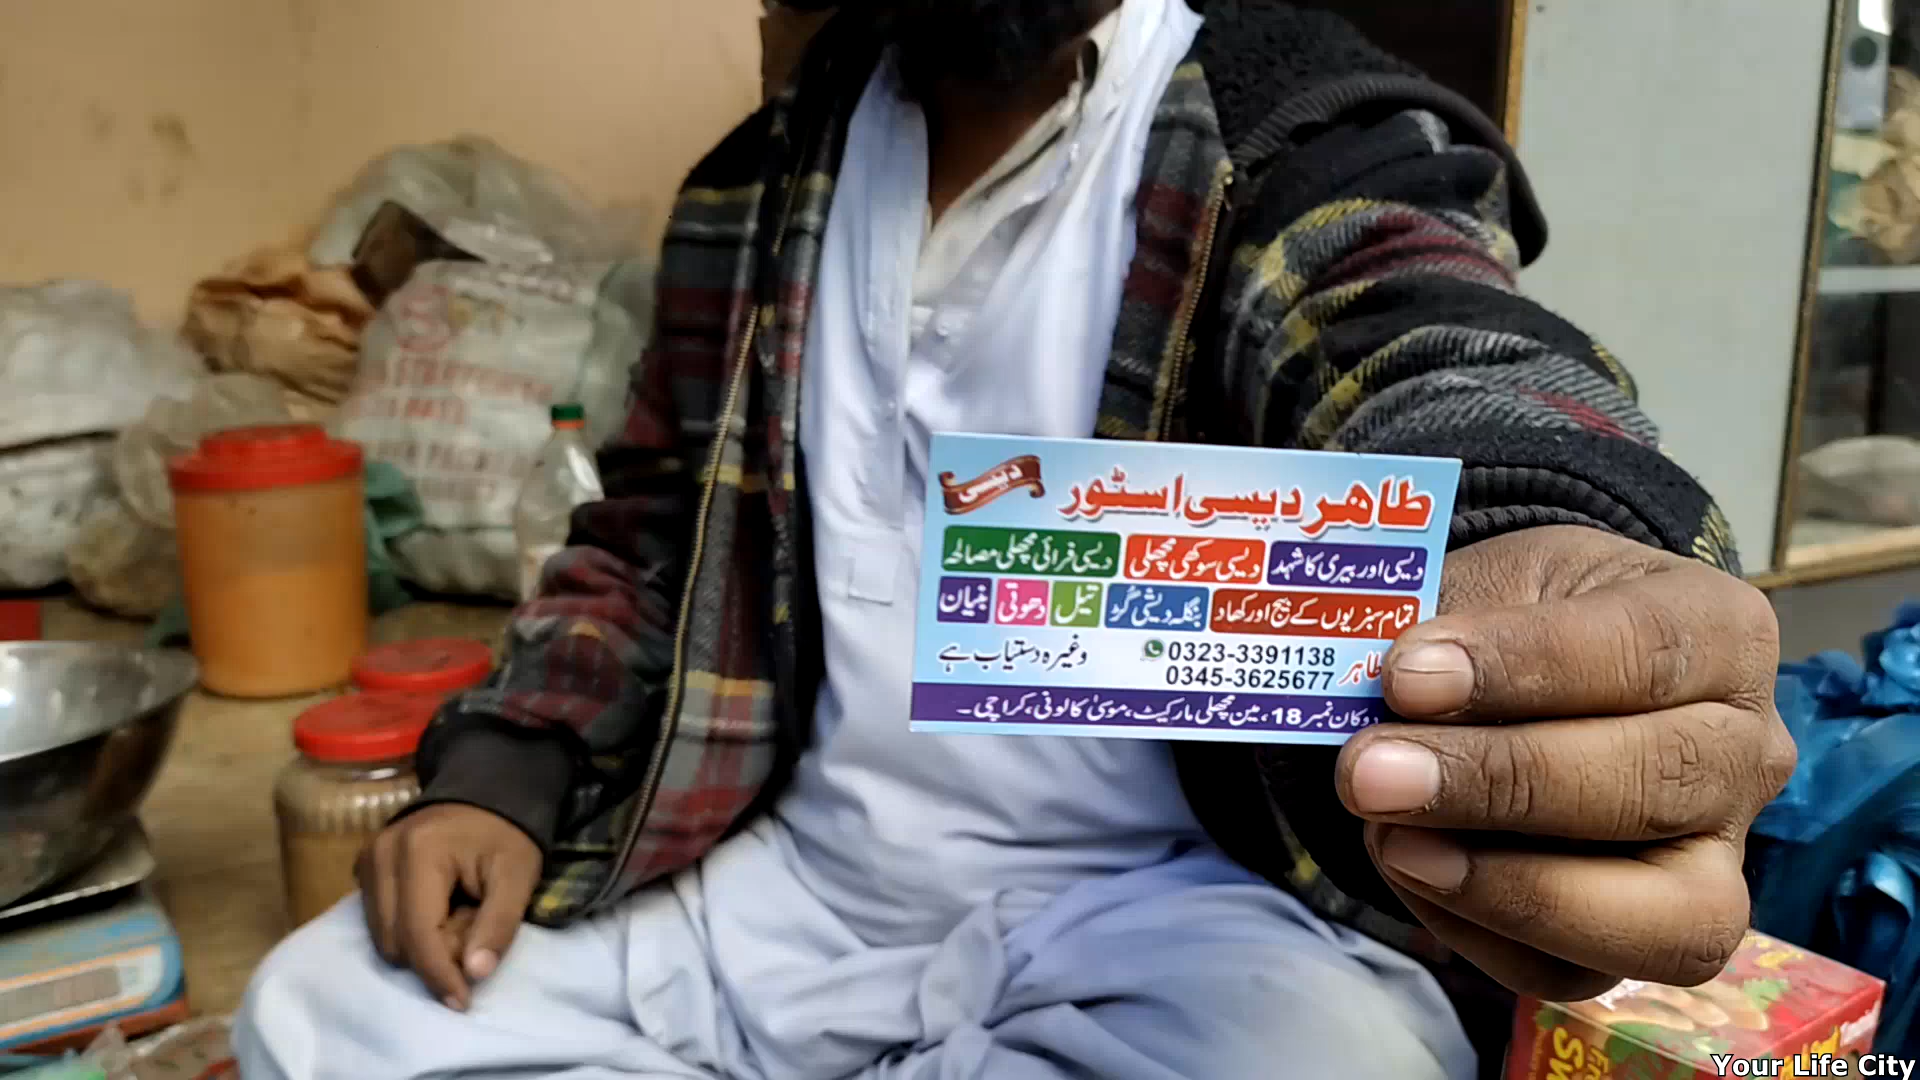 طاهر دیسی اسٹور
دیسی
دیسی اور بیری کا شہد
دیسی سوکھی مچھلی
دیسی فرائی مچھلی مصالحہ
تمام سبزیوں کے بیج اور کھاد
بنگلہ دیشی گڑ
تیل
دھوتی
بنیان
طاہر
0323-3391138
0345-3625677
وغیرہ دستیاب ہے
دوکان نمبر 18، مین مچھلی مارکیٹ، موسیٰ کالونی، کراچی ۔
Your Life City